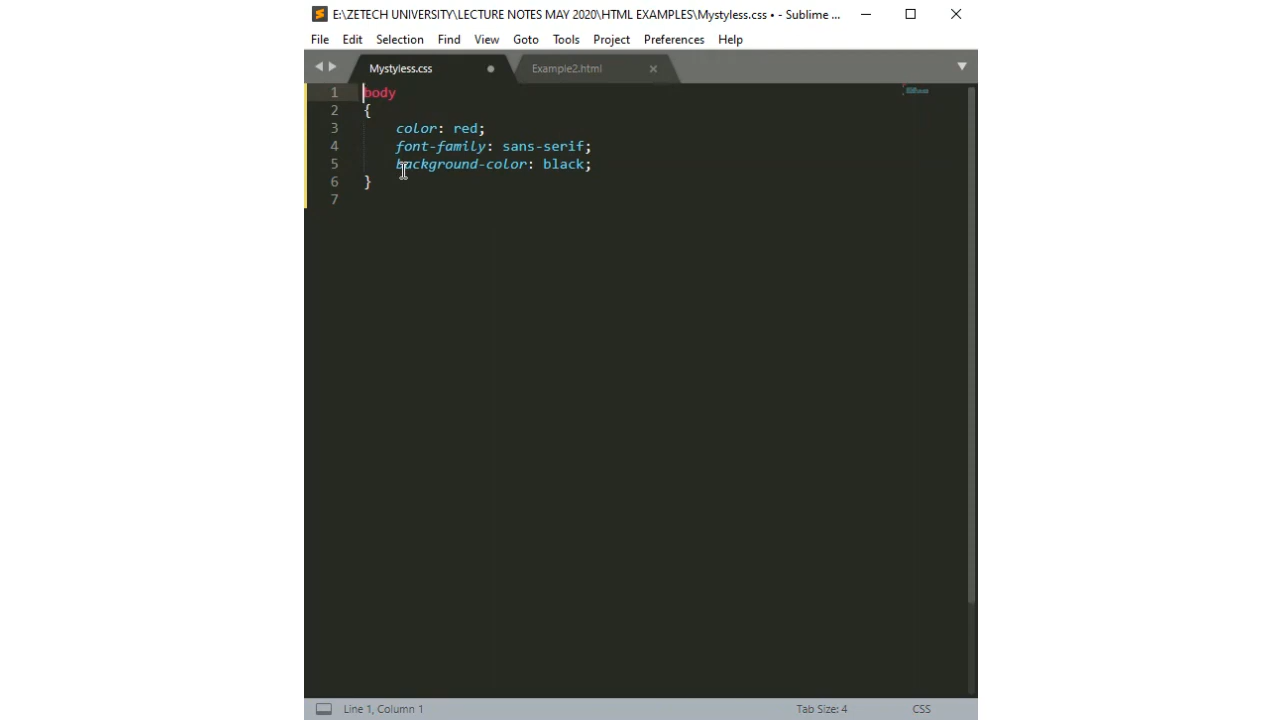 E:\ZETECH UNIVERSITY\LECTURE NOTES MAY 2020\HTML EXAMPLES\Mystyless.css • - Sublime ...
File Edit Selection Find View Goto Tools Project Preferences Help
Mystyless.css Example2.html
1 body
2 {
3 color: red;
4 font-family: sans-serif;
5 background-color: black;
6 }
7
Line 1, Column 1 Tab Size: 4 CSS